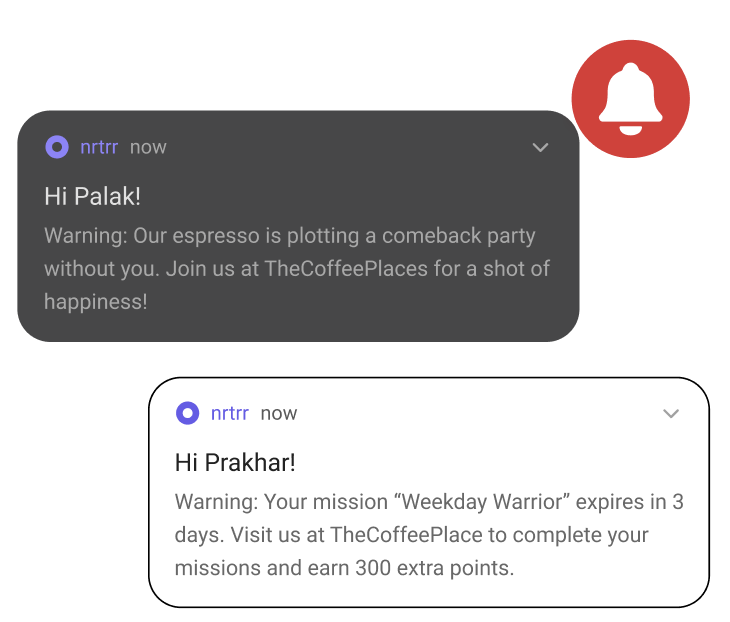 nrtrr now
Hi Palak!
Warning: Our espresso is plotting a comeback party
without you. Join us at TheCoffeePlaces for a shot of
happiness!
nrtrr now
Hi Prakhar!
Warning: Your mission “Weekday Warrior” expires in 3
days. Visit us at TheCoffeePlace to complete your
missions and earn 300 extra points.